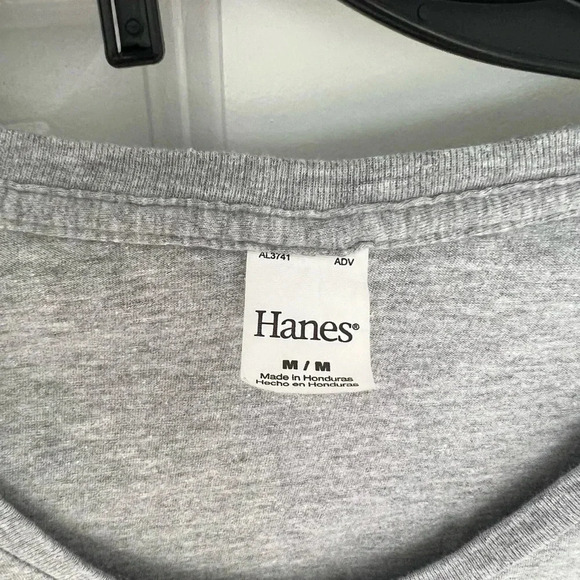 AL3741 ADV
Hanes®
M / M
Made in Honduras
Hecho en Honduras